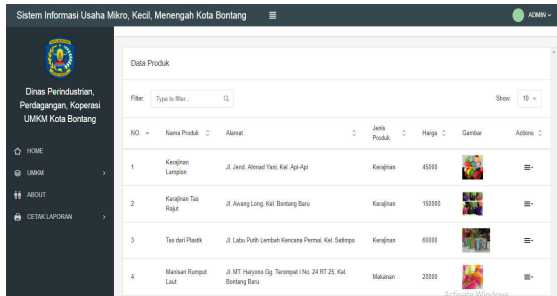 Sistem Informasi Usaha Mikro, Kecil, Menengah Kota Bontang
ADMIN
Dinas Perindustrian,
Perdagangan, Koperasi
UMKM Kota Bontang
HOME
UMKM
ABOUT
CETAK LAPORAN
Data Produk
Filter: Type to filter... Show: 10
NO. Nama Produk Alamat Jenis Produk Harga Gambar Actions
1 Kerajinan Lampion Jl. Jend. Ahmad Yani, Kel. Api-Api Kerajinan 45000
2 Kerajinan Tas Rajut Jl. Awang Long, Kel. Bontang Baru Kerajinan 150000
3 Tas dari Plastik Jl. Labu Putih Lembah Kencana Permai, Kel. Satimpo Kerajinan 60000
4 Manisan Rumput Laut Jl. MT. Haryono Gg. Terompet I No. 24 RT 25, Kel. Bontang Baru Makanan 20000
Activate Windows